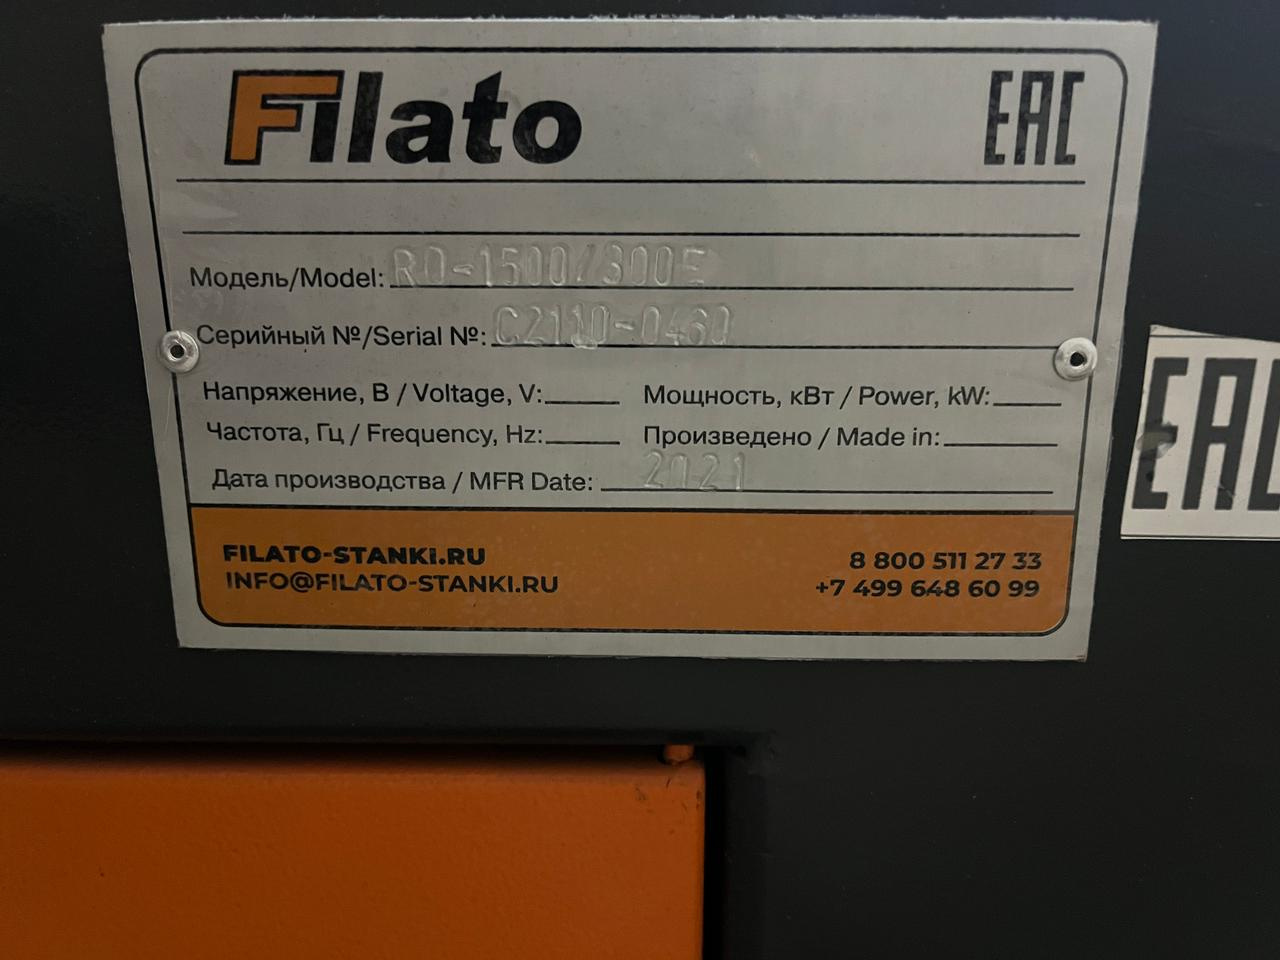 Filato EAC
Модель/Model: RO-1500/300E
Серийный №/Serial №: C2110-0430
Напряжение, В / Voltage, V: Мощность, кВт / Power, kW:
Частота, Гц / Frequency, Hz: Произведено / Made in:
Дата производства / MFR Date: 2021
FILATO-STANKI.RU 8 800 511 27 33
INFO@FILATO-STANKI.RU +7 499 648 60 99
EAC